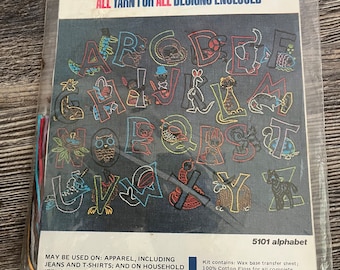 ALL YARN FOR ALL DESIGNS ENCLOSED
A B C D E F
G H I J K L M
N O P Q R S T
U V W X Y Z
5101 alphabet
MAY BE USED ON: APPAREL, INCLUDING
JEANS AND T-SHIRTS; AND ON HOUSEHOLD
Kit contains: Wax base transfer sheet;
100% Cotton Floss for all